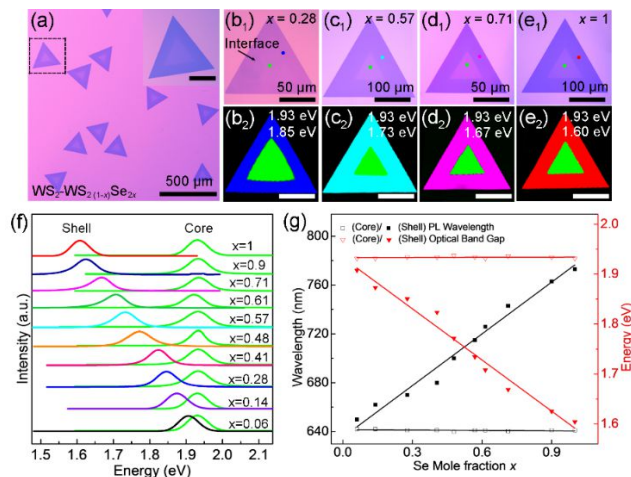 (a)
WS2-WS2(1-x)Se2x
500 µm
(b1) x = 0.28
Interface
50 µm
(c1) x = 0.57
100 µm
(d1) x = 0.71
50 µm
(e1) x = 1
100 µm
(b2) 1.93 eV
1.85 eV
(c2) 1.93 eV
1.73 eV
(d2) 1.93 eV
1.67 eV
(e2) 1.93 eV
1.60 eV
(f)
Shell Core
x=1
x=0.9
x=0.71
x=0.61
x=0.57
x=0.48
x=0.41
x=0.28
x=0.14
x=0.06
Intensity (a.u.)
1.5 1.6 1.7 1.8 1.9 2.0 2.1
Energy (eV)
(g)
(Core)/ (Shell) PL Wavelength
(Core)/ (Shell) Optical Band Gap
Wavelength (nm)
800
760
720
680
640
0.0 0.3 0.6 0.9
Se Mole fraction x
2.0
1.9
1.8
1.7
1.6
Energy (eV)